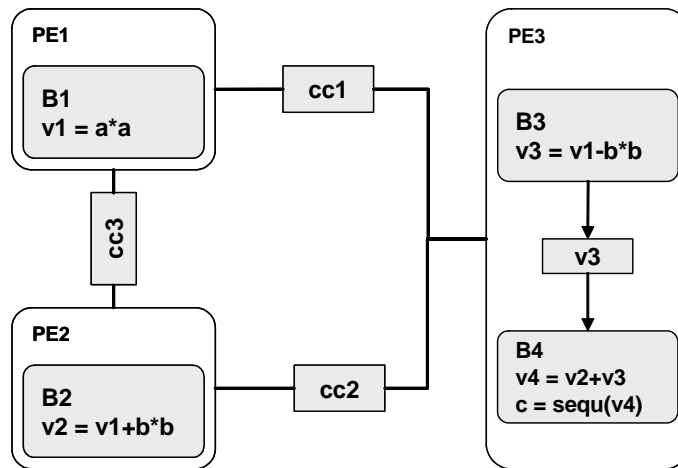 PE1
B1
v1 = a*a
cc1
cc3
PE2
B2
v2 = v1+b*b
cc2
PE3
B3
v3 = v1-b*b
v3
B4
v4 = v2+v3
c = sequ(v4)